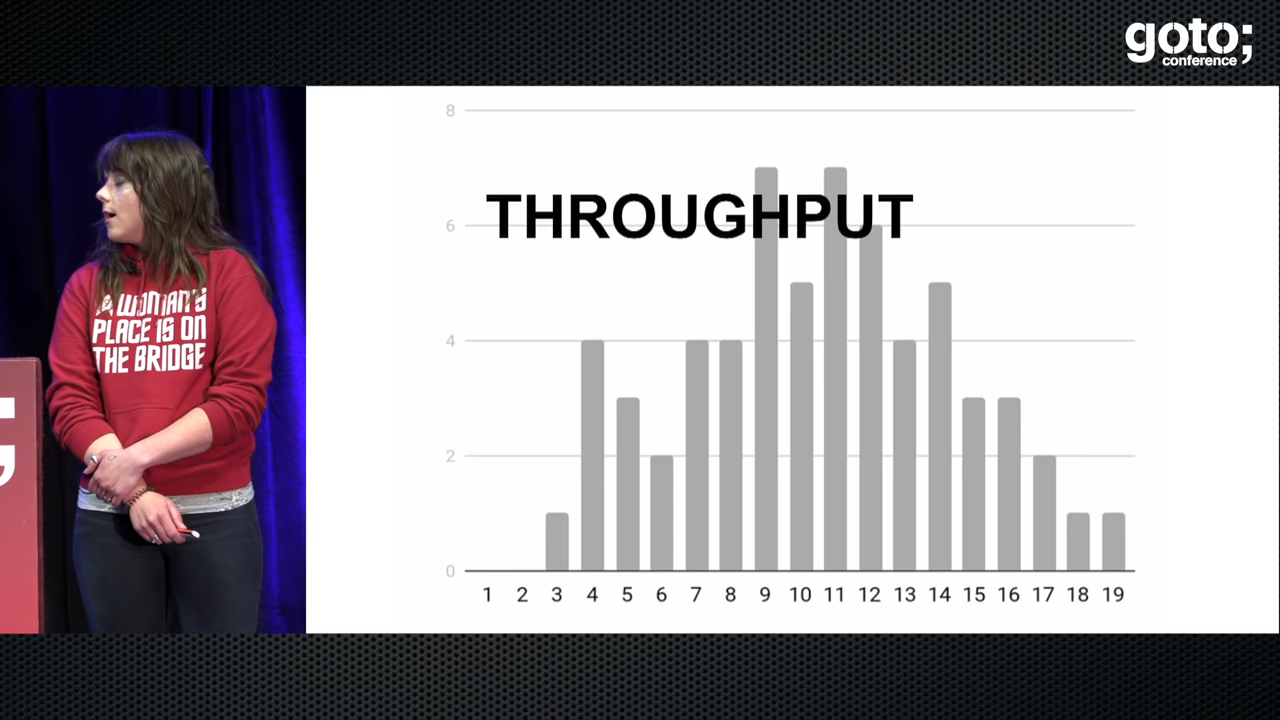 goto;
conference
A WOMAN'S
PLACE IS ON
THE BRIDGE
THROUGHPUT
8
6
4
2
0
1 2 3 4 5 6 7 8 9 10 11 12 13 14 15 16 17 18 19